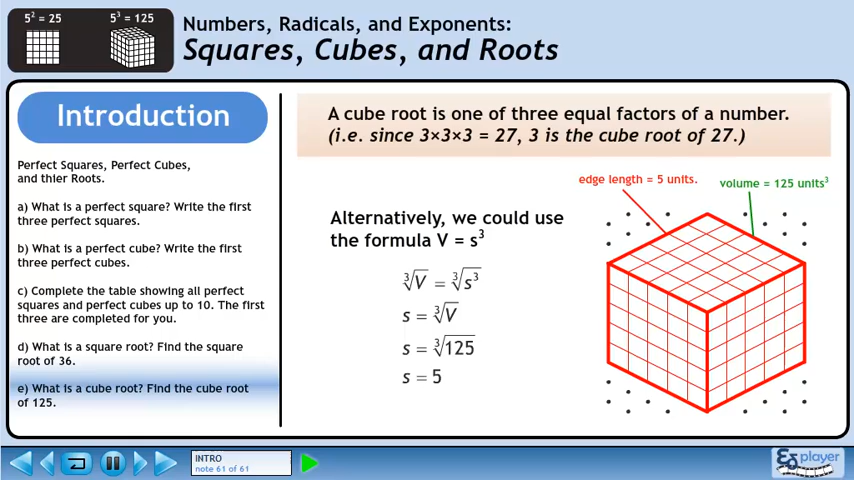 5² = 25
5³ = 125
Numbers, Radicals, and Exponents:
Squares, Cubes, and Roots
Introduction
Perfect Squares, Perfect Cubes,
and thier Roots.
a) What is a perfect square? Write the first
three perfect squares.
b) What is a perfect cube? Write the first
three perfect cubes.
c) Complete the table showing all perfect
squares and perfect cubes up to 10. The first
three are completed for you.
d) What is a square root? Find the square
root of 36.
e) What is a cube root? Find the cube root
of 125.
A cube root is one of three equal factors of a number.
(i.e. since 3×3×3 = 27, 3 is the cube root of 27.)
edge length = 5 units.
volume = 125 units³
Alternatively, we could use
the formula V = s³
∛V = ∛s³
s = ∛V
s = ∛125
s = 5
INTRO
note 61 of 61
player